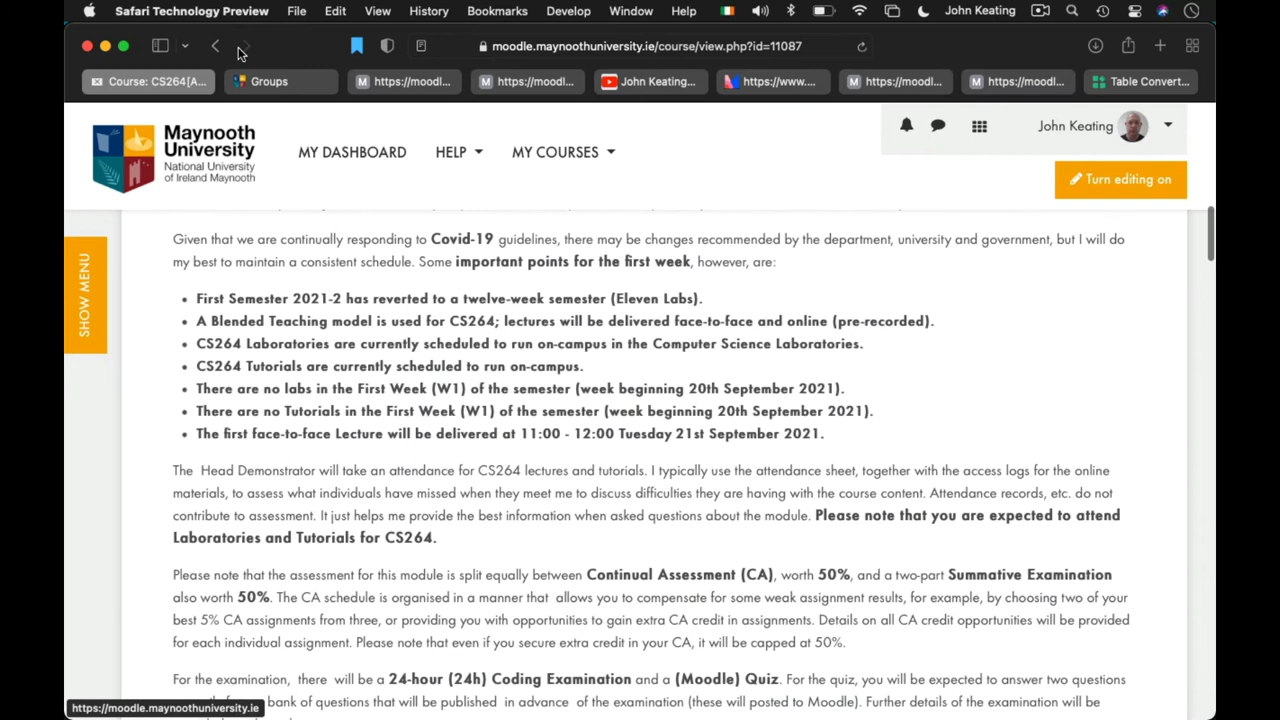 Safari Technology Preview File Edit View History Bookmarks Develop Window Help John Keating
moodle.maynoothuniversity.ie/course/view.php?id=11087
Course: CS264[A... Groups https://moodl... https://moodl... John Keating... https://www.... https://moodl... https://moodl... Table Convert...
Maynooth
University
National University
of Ireland Maynooth
MY DASHBOARD HELP MY COURSES
John Keating
Turn editing on
SHOW MENU
Given that we are continually responding to Covid-19 guidelines, there may be changes recommended by the department, university and government, but I will do
my best to maintain a consistent schedule. Some important points for the first week, however, are:
• First Semester 2021-2 has reverted to a twelve-week semester (Eleven Labs).
• A Blended Teaching model is used for CS264; lectures will be delivered face-to-face and online (pre-recorded).
• CS264 Laboratories are currently scheduled to run on-campus in the Computer Science Laboratories.
• CS264 Tutorials are currently scheduled to run on-campus.
• There are no labs in the First Week (W1) of the semester (week beginning 20th September 2021).
• There are no Tutorials in the First Week (W1) of the semester (week beginning 20th September 2021).
• The first face-to-face Lecture will be delivered at 11:00 - 12:00 Tuesday 21st September 2021.
The Head Demonstrator will take an attendance for CS264 lectures and tutorials. I typically use the attendance sheet, together with the access logs for the online
materials, to assess what individuals have missed when they meet me to discuss difficulties they are having with the course content. Attendance records, etc. do not
contribute to assessment. It just helps me provide the best information when asked questions about the module. Please note that you are expected to attend
Laboratories and Tutorials for CS264.
Please note that the assessment for this module is split equally between Continual Assessment (CA), worth 50%, and a two-part Summative Examination
also worth 50%. The CA schedule is organised in a manner that allows you to compensate for some weak assignment results, for example, by choosing two of your
best 5% CA assignments from three, or providing you with opportunities to gain extra CA credit in assignments. Details on all CA credit opportunities will be provided
for each individual assignment. Please note that even if you secure extra credit in your CA, it will be capped at 50%.
For the examination, there will be a 24-hour (24h) Coding Examination and a (Moodle) Quiz. For the quiz, you will be expected to answer two questions
bank of questions that will be published in advance of the examination (these will posted to Moodle). Further details of the examination will be
https://moodle.maynoothuniversity.ie